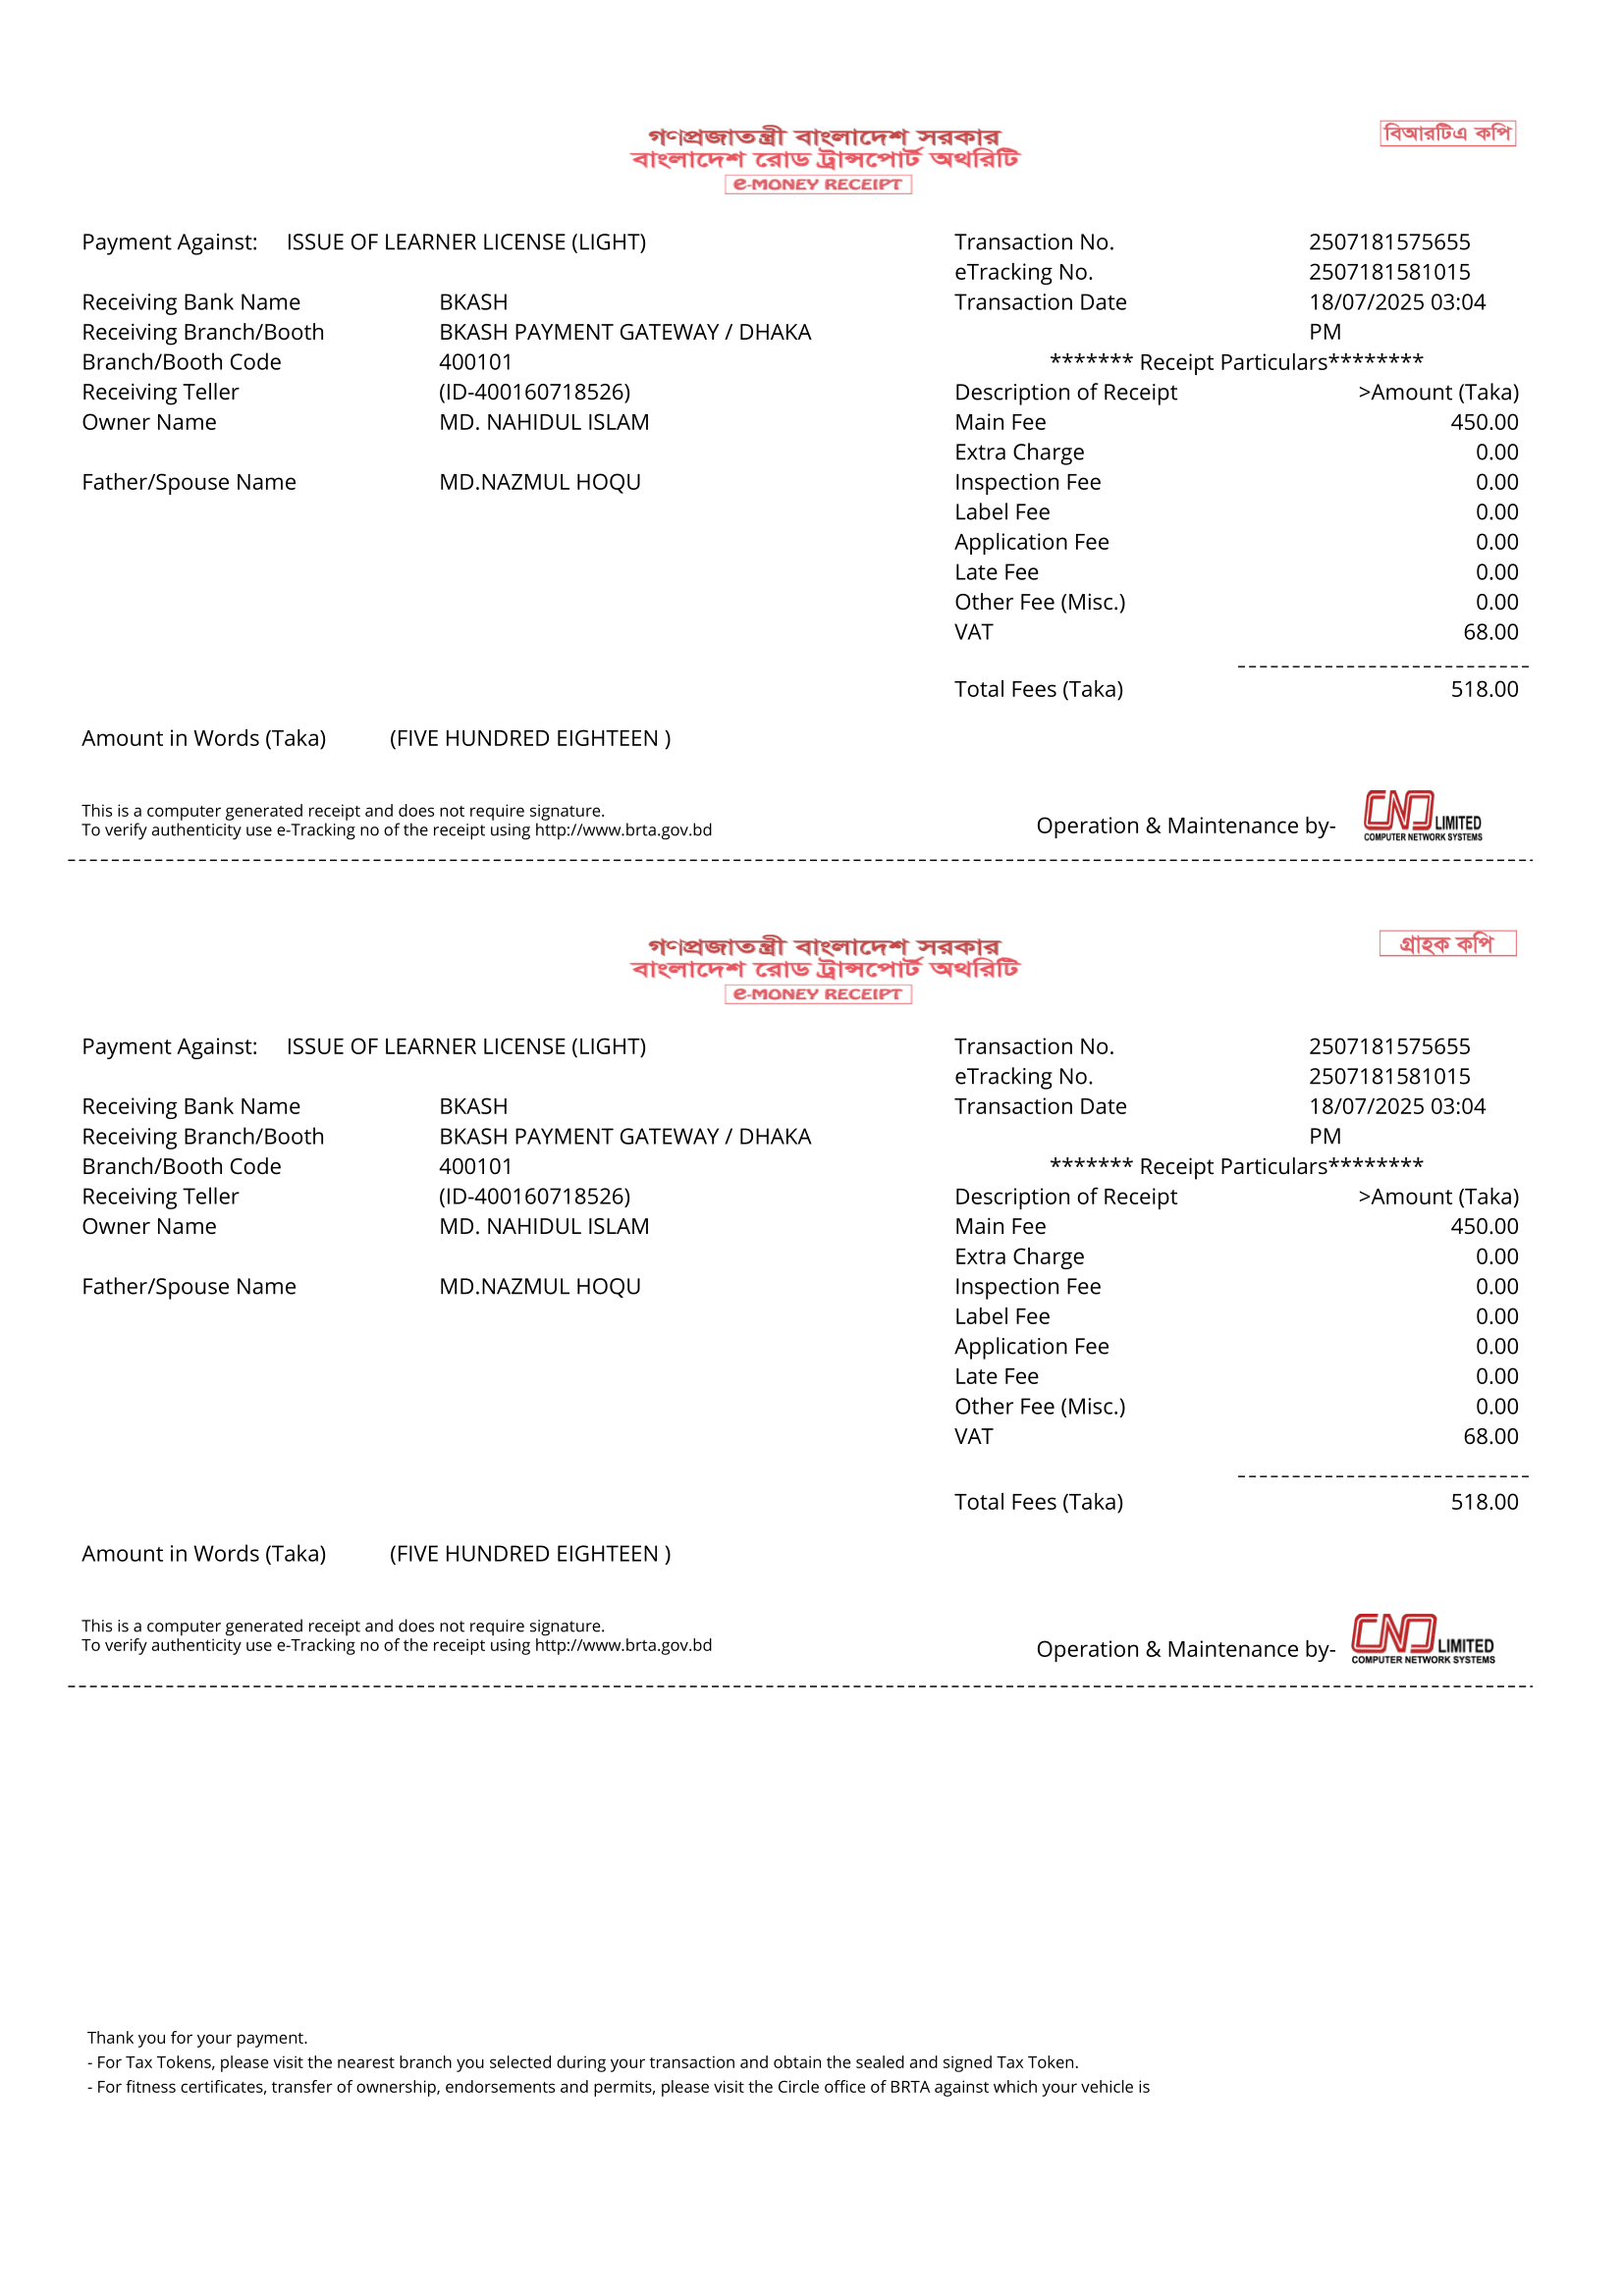 গণপ্রজাতন্ত্রী বাংলাদেশ সরকার
বিআরটিএ কপি
বাংলাদেশ রোড ট্রান্সপোর্ট অথরিটি
e-MONEY RECEIPT
Payment Against: ISSUE OF LEARNER LICENSE (LIGHT) Transaction No. 2507181575655
eTracking No. 2507181581015
Receiving Bank Name BKASH Transaction Date 18/07/2025 03:04
Receiving Branch/Booth BKASH PAYMENT GATEWAY / DHAKA PM
Branch/Booth Code 400101 ******* Receipt Particulars********
Receiving Teller (ID-400160718526) Description of Receipt >Amount (Taka)
Owner Name MD. NAHIDUL ISLAM Main Fee 450.00
Extra Charge 0.00
Father/Spouse Name MD.NAZMUL HOQU Inspection Fee 0.00
Label Fee 0.00
Application Fee 0.00
Late Fee 0.00
Other Fee (Misc.) 0.00
VAT 68.00
Total Fees (Taka) 518.00
Amount in Words (Taka) (FIVE HUNDRED EIGHTEEN )
This is a computer generated receipt and does not require signature.
To verify authenticity use e-Tracking no of the receipt using http://www.brta.gov.bd
Operation & Maintenance by- CNS LIMITED
COMPUTER NETWORK SYSTEMS
গণপ্রজাতন্ত্রী বাংলাদেশ সরকার
গ্রাহক কপি
বাংলাদেশ রোড ট্রান্সপোর্ট অথরিটি
e-MONEY RECEIPT
Payment Against: ISSUE OF LEARNER LICENSE (LIGHT) Transaction No. 2507181575655
eTracking No. 2507181581015
Receiving Bank Name BKASH Transaction Date 18/07/2025 03:04
Receiving Branch/Booth BKASH PAYMENT GATEWAY / DHAKA PM
Branch/Booth Code 400101 ******* Receipt Particulars********
Receiving Teller (ID-400160718526) Description of Receipt >Amount (Taka)
Owner Name MD. NAHIDUL ISLAM Main Fee 450.00
Extra Charge 0.00
Father/Spouse Name MD.NAZMUL HOQU Inspection Fee 0.00
Label Fee 0.00
Application Fee 0.00
Late Fee 0.00
Other Fee (Misc.) 0.00
VAT 68.00
Total Fees (Taka) 518.00
Amount in Words (Taka) (FIVE HUNDRED EIGHTEEN )
This is a computer generated receipt and does not require signature.
To verify authenticity use e-Tracking no of the receipt using http://www.brta.gov.bd
Operation & Maintenance by- CNS LIMITED
COMPUTER NETWORK SYSTEMS
Thank you for your payment.
- For Tax Tokens, please visit the nearest branch you selected during your transaction and obtain the sealed and signed Tax Token.
- For fitness certificates, transfer of ownership, endorsements and permits, please visit the Circle office of BRTA against which your vehicle is